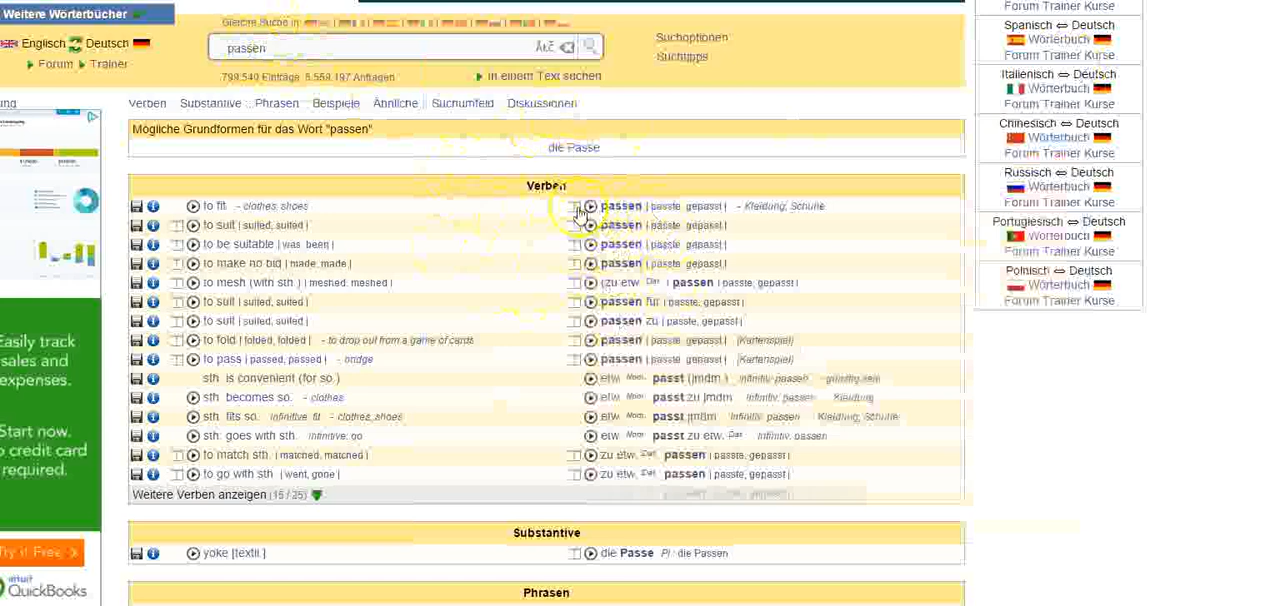 Weitere Wörterbücher
Englisch Deutsch
Forum Trainer
passen
799.549 Einträge,
In einem Text suchen
Suchoptionen
Suchtipps
Verben Substantive Phrasen Beispiele Ähnliche Suchumfeld Diskussionen
Mögliche Grundformen für das Wort "passen"
die Passe
Verben
to fit - clothes, shoes passen | passte, gepasst | - Kleidung, Schuhe
to suit | suited, suited | passen | passte, gepasst |
to be suitable | was, been | passen | passte, gepasst |
to make no bid | made, made | passen | passte, gepasst |
to mesh (with sth.) | meshed, meshed | (zu etw. Dat. ) passen | passte, gepasst |
to suit | suited, suited | passen für | passte, gepasst |
to suit | suited, suited | passen zu | passte, gepasst |
to fold | folded, folded | - to drop out from a game of cards passen | passte, gepasst | (Kartenspiel)
to pass | passed, passed | - bridge passen | passte, gepasst | (Kartenspiel)
sth. is convenient (for so.) etw. Nom. passt (jmdm.) Infinitiv: passen - günstig sein
sth. becomes so. - clothes etw. Nom. passt zu jmdm. Infinitiv: passen - Kleidung
sth. fits so. infinitive: fit - clothes, shoes etw. Nom. passt jmdm. Infinitiv: passen - Kleidung, Schuhe
sth. goes with sth. infinitive: go etw. Nom. passt zu etw. Dat. Infinitiv: passen
to match sth. | matched, matched | zu etw. Dat. passen | passte, gepasst |
to go with sth. | went, gone | zu etw. Dat. passen | passte, gepasst |
Weitere Verben anzeigen (15 / 25)
Substantive
yoke [textil.] die Passe Pl.: die Passen
Phrasen
Forum Trainer Kurse
Spanisch ⇔ Deutsch
Wörterbuch
Forum Trainer Kurse
Italienisch ⇔ Deutsch
Wörterbuch
Forum Trainer Kurse
Chinesisch ⇔ Deutsch
Wörterbuch
Forum Trainer Kurse
Russisch ⇔ Deutsch
Wörterbuch
Forum Trainer Kurse
Portugiesisch ⇔ Deutsch
Wörterbuch
Forum Trainer Kurse
Polnisch ⇔ Deutsch
Wörterbuch
Forum Trainer Kurse
Easily track
sales and
expenses.
Start now.
credit card
required.
Try it Free
intuit
QuickBooks